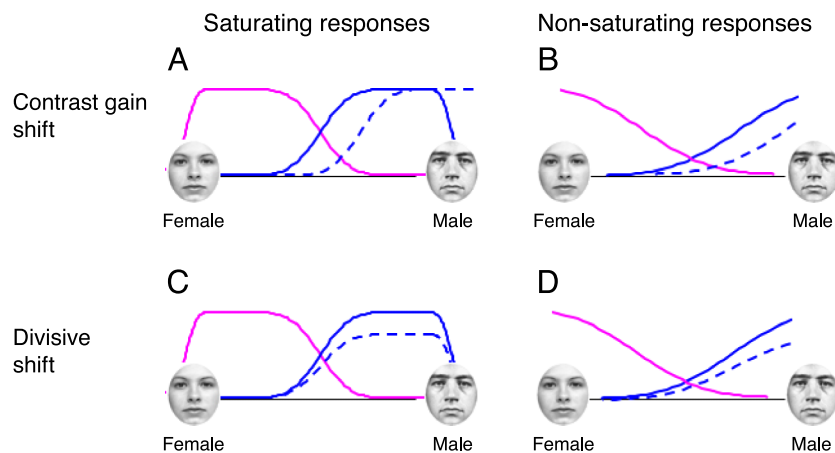 Saturating responses
Non-saturating responses
A
B
Contrast gain
shift
Female
Male
Female
Male
C
D
Divisive
shift
Female
Male
Female
Male